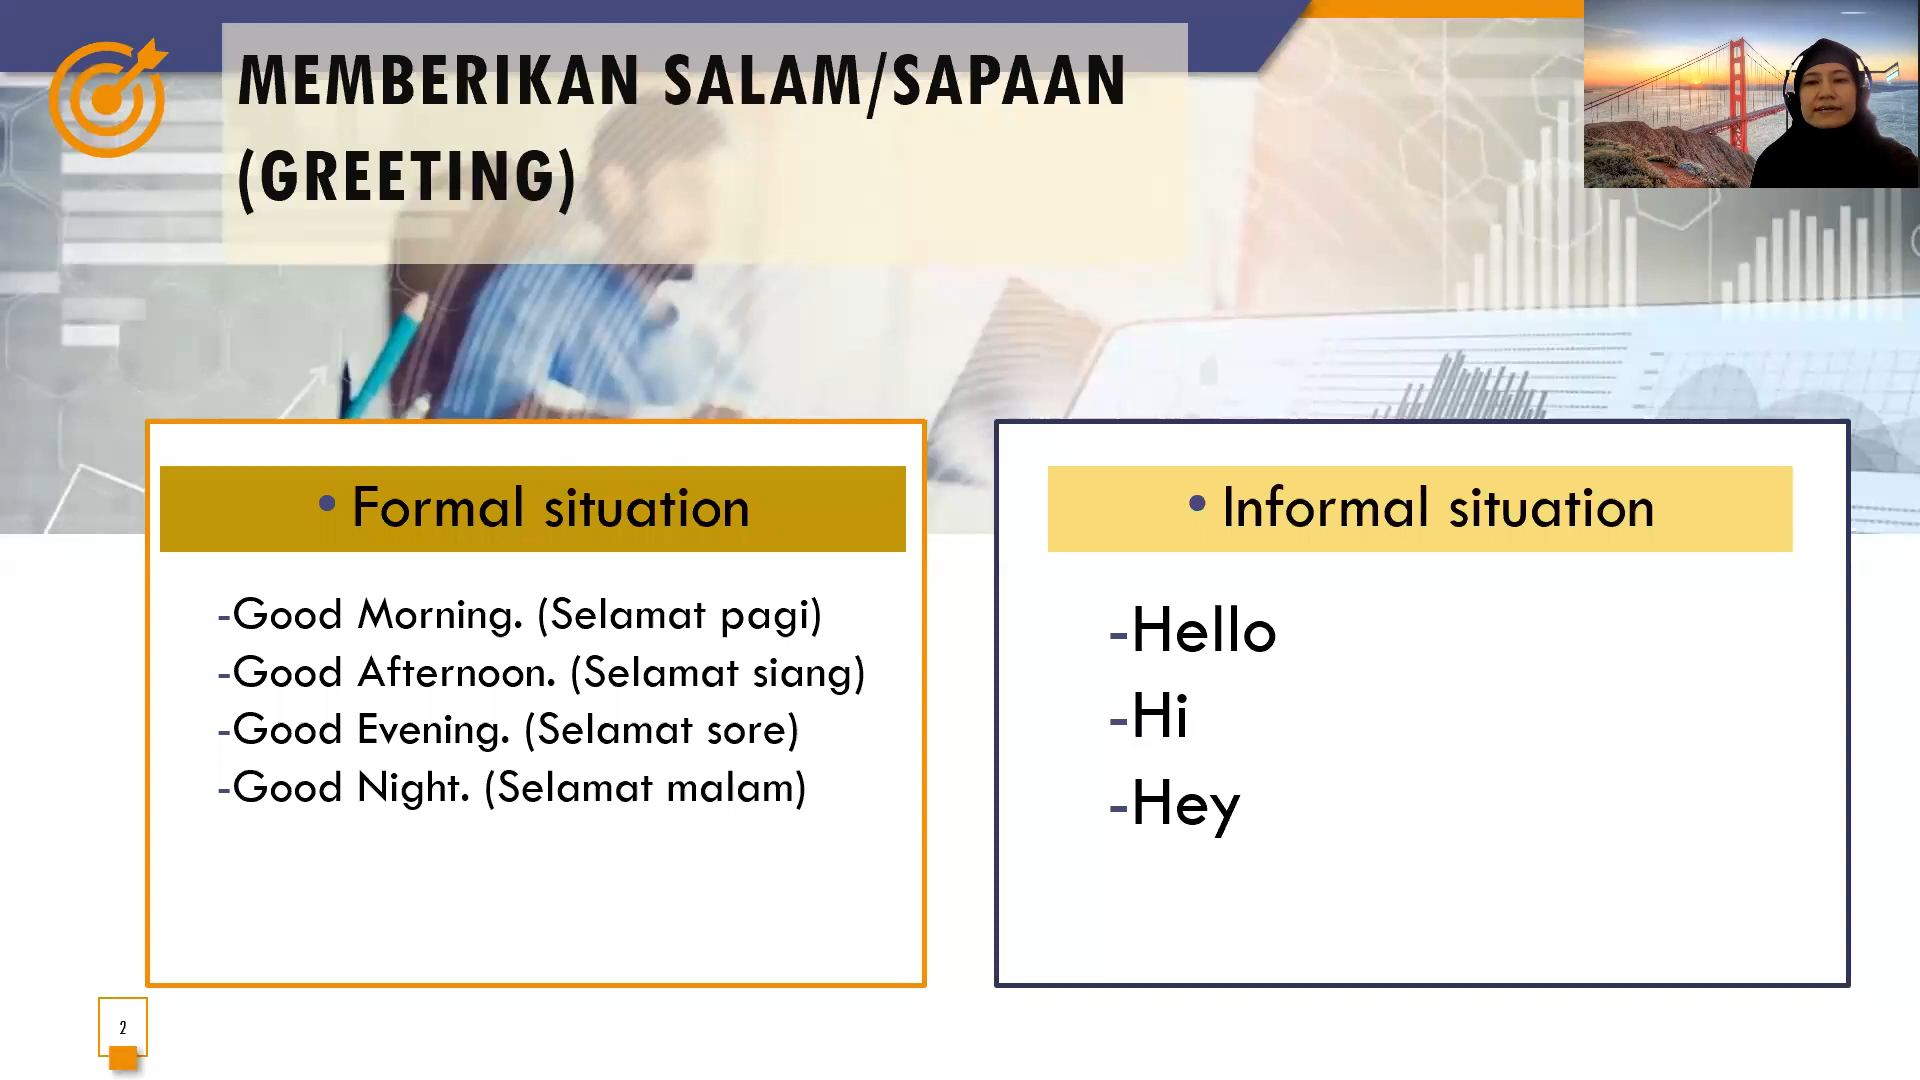 MEMBERIKAN SALAM/SAPAAN
(GREETING)
• Formal situation
-Good Morning. (Selamat pagi)
-Good Afternoon. (Selamat siang)
-Good Evening. (Selamat sore)
-Good Night. (Selamat malam)
• Informal situation
-Hello
-Hi
-Hey
2